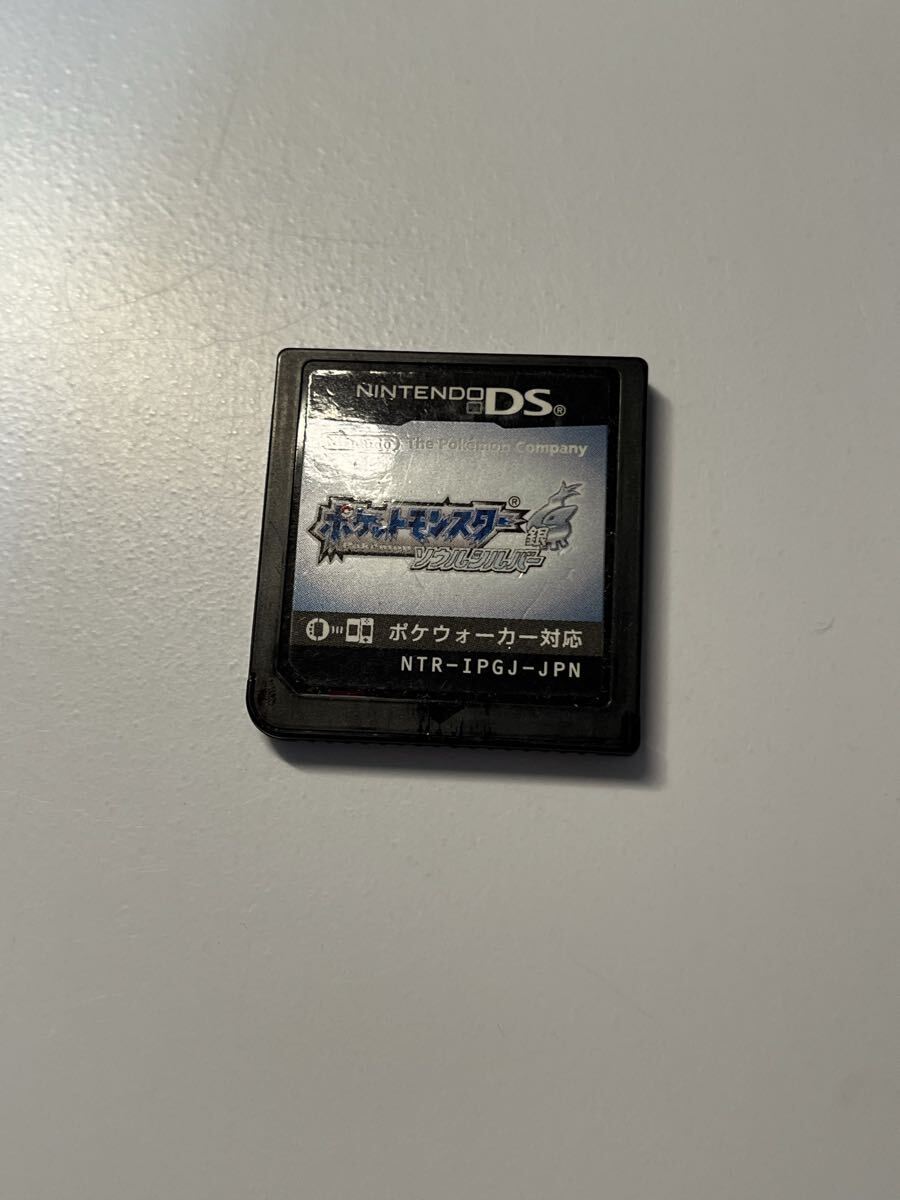 NINTENDO DS®
Nintendo The Pokémon Company
ポケットモンスター®
銀
ソウルシルバー
ポケウォーカー対応
NTR-IPGJ-JPN